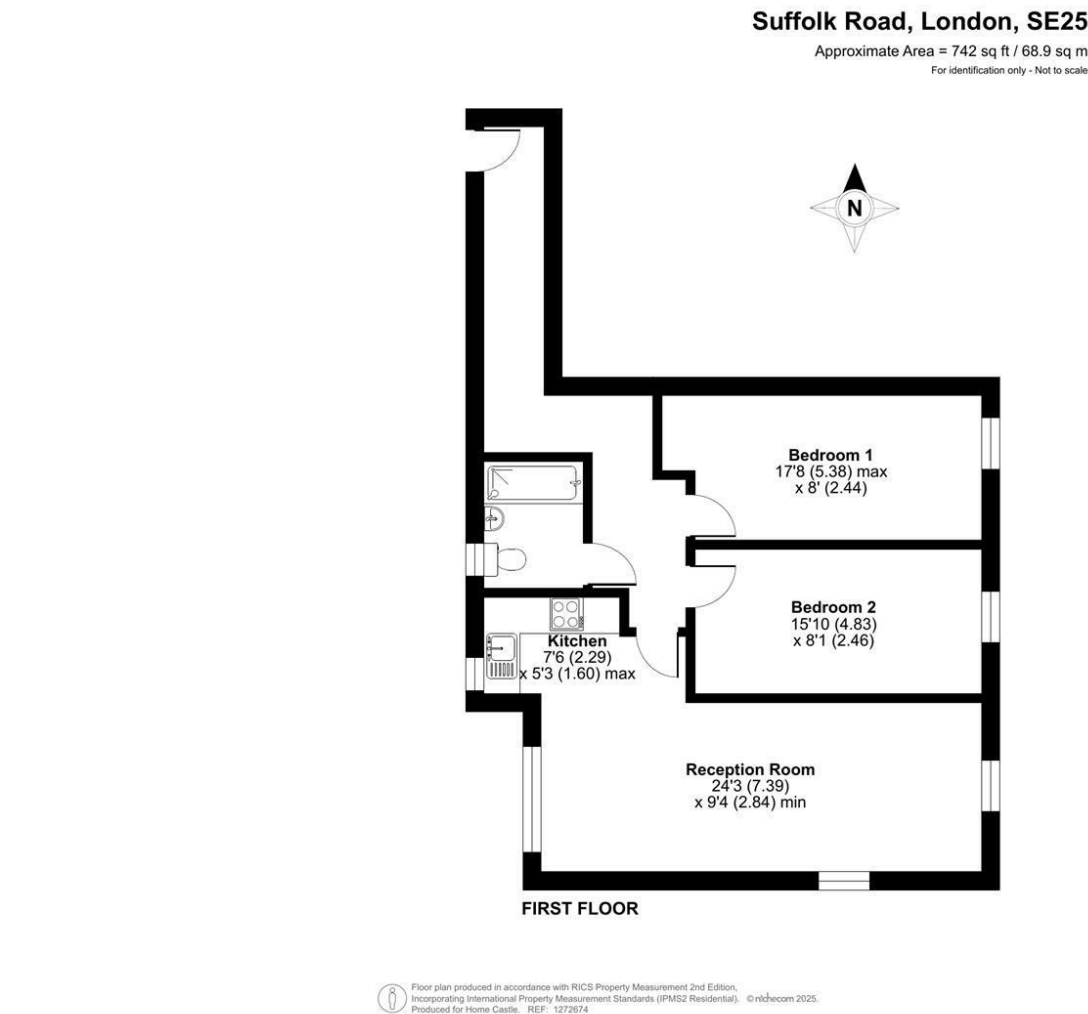 Suffolk Road, London, SE25
Approximate Area = 742 sq ft / 68.9 sq m
For identification only - Not to scale
N
Bedroom 1
17'8 (5.38) max
x 8' (2.44)
Bedroom 2
15'10 (4.83)
x 8'1 (2.46)
Kitchen
7'6 (2.29)
x 5'3 (1.60) max
Reception Room
24'3 (7.39)
x 9'4 (2.84) min
FIRST FLOOR
Floor plan produced in accordance with RICS Property Measurement 2nd Edition,
Incorporating International Property Measurement Standards (IPMS2 Residential). © nichecom 2025.
Produced for Home Castle. REF: 1272674